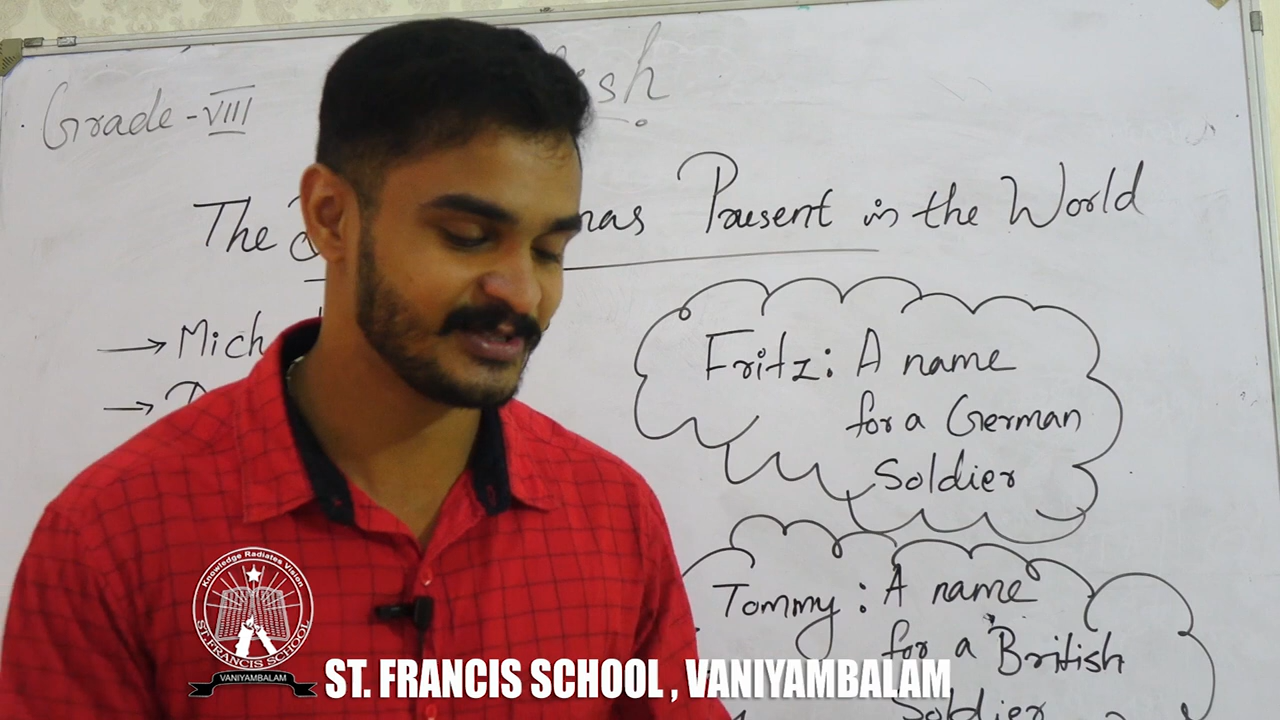 Grade - VIII ish
The mas Present in the World
→ Mich
→ D
Fritz: A name
for a German
Soldier
Tommy: A name
for a British
Soldier
Knowledge Radiates Vision
ST. FRANCIS SCHOOL
VANIYAMBALAM
ST. FRANCIS SCHOOL , VANIYAMBALAM